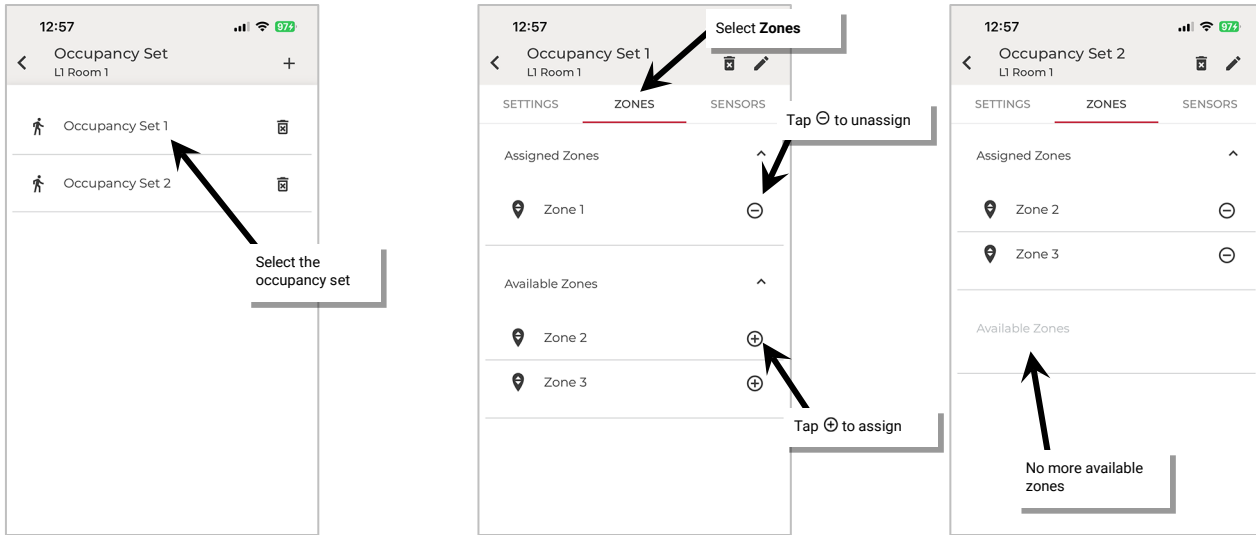 12:57
97
Occupancy Set
L1 Room 1
Occupancy Set 1
Occupancy Set 2
Select the
occupancy set
12:57
Select Zones
Occupancy Set 1
L1 Room 1
SETTINGS ZONES SENSORS
Tap ⊖ to unassign
Assigned Zones
Zone 1
Available Zones
Zone 2
Zone 3
Tap ⊕ to assign
12:57
97
Occupancy Set 2
L1 Room 1
SETTINGS ZONES SENSORS
Assigned Zones
Zone 2
Zone 3
Available Zones
No more available
zones